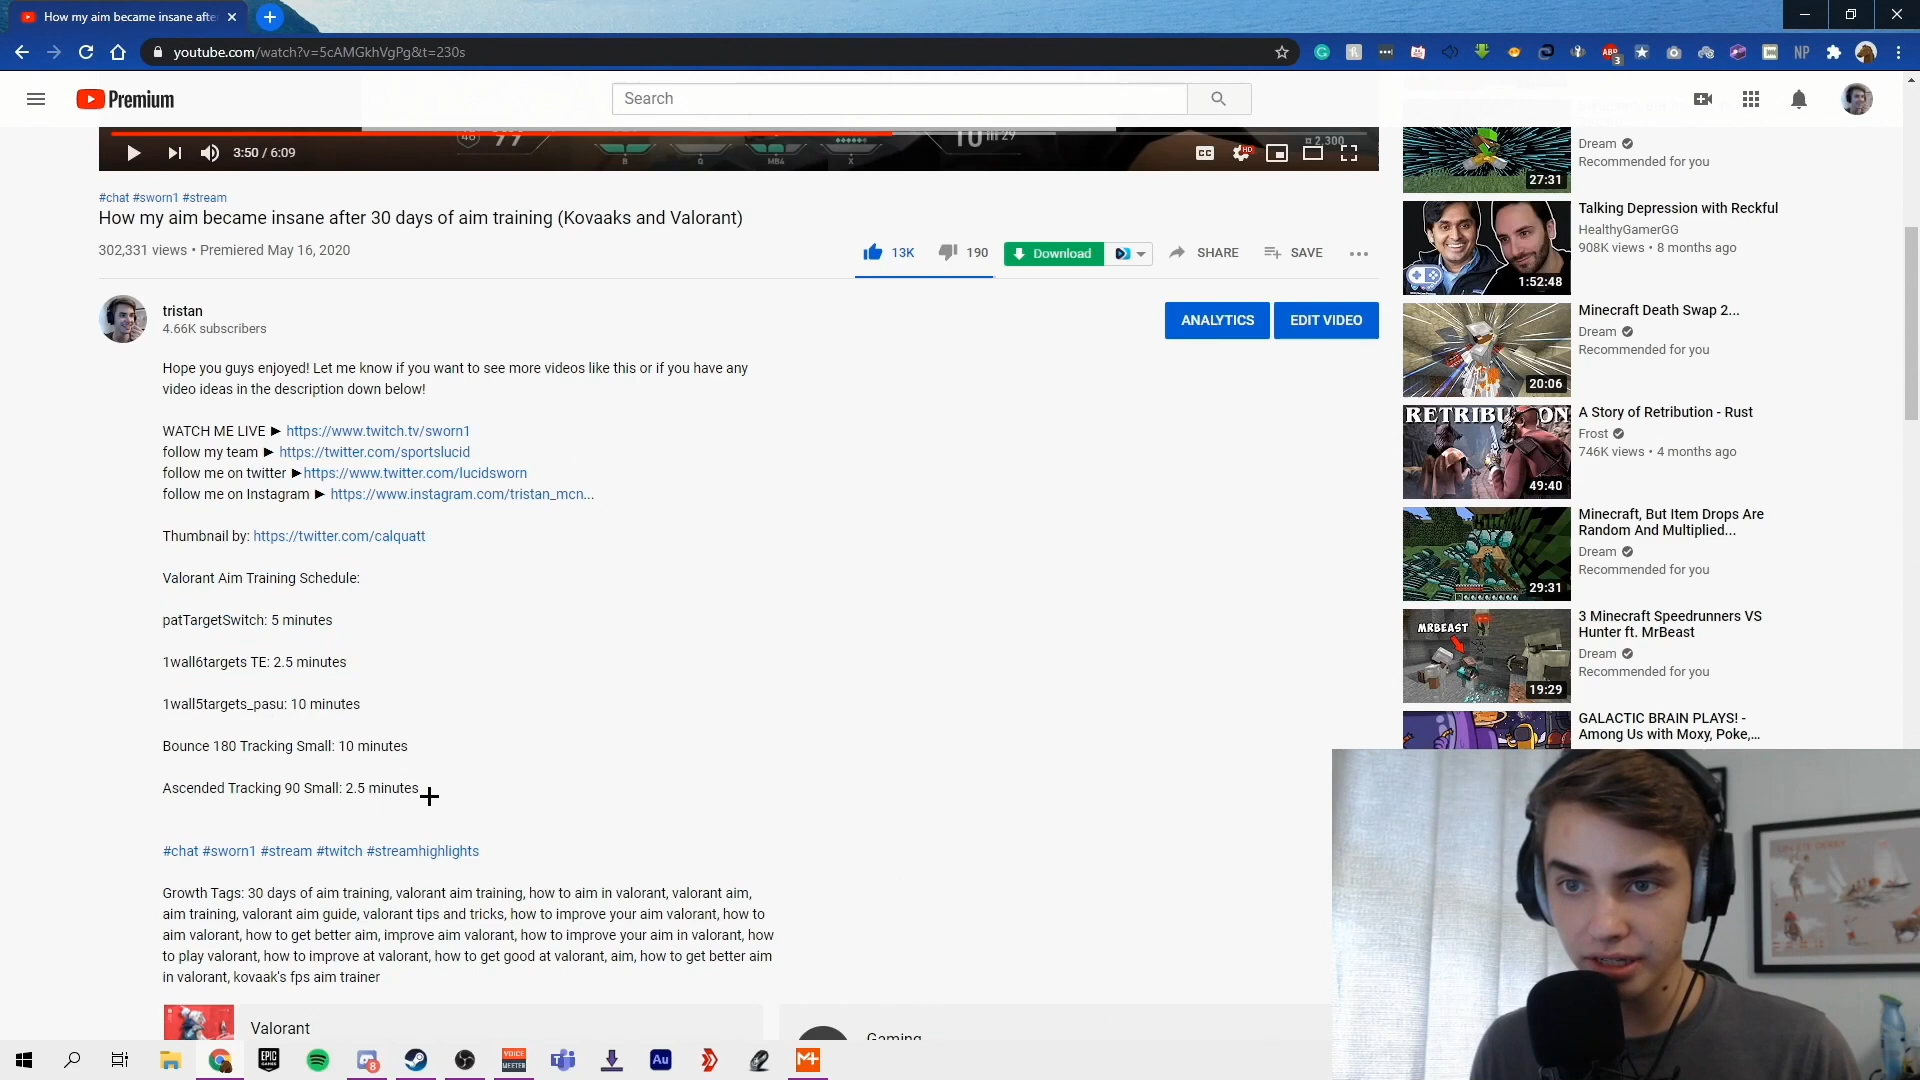 How my aim became insane afte
youtube.com/watch?v=5cAMGkhVgPg&t=230s
ABP
3
NP
Premium
Search
3:50 / 6:09
CC
HD
2,300
B
Q
MB4
X
#chat #sworn1 #stream
How my aim became insane after 30 days of aim training (Kovaaks and Valorant)
302,331 views • Premiered May 16, 2020
13K
190
Download
SHARE
SAVE
tristan
4.66K subscribers
ANALYTICS
EDIT VIDEO
Hope you guys enjoyed! Let me know if you want to see more videos like this or if you have any
video ideas in the description down below!
WATCH ME LIVE ► https://www.twitch.tv/sworn1
follow my team ► https://twitter.com/sportslucid
follow me on twitter ►https://www.twitter.com/lucidsworn
follow me on Instagram ► https://www.instagram.com/tristan_mcn...
Thumbnail by: https://twitter.com/calquatt
Valorant Aim Training Schedule:
patTargetSwitch: 5 minutes
1wall6targets TE: 2.5 minutes
1wall5targets_pasu: 10 minutes
Bounce 180 Tracking Small: 10 minutes
Ascended Tracking 90 Small: 2.5 minutes
#chat #sworn1 #stream #twitch #streamhighlights
Growth Tags: 30 days of aim training, valorant aim training, how to aim in valorant, valorant aim,
aim training, valorant aim guide, valorant tips and tricks, how to improve your aim valorant, how to
aim valorant, how to get better aim, improve aim valorant, how to improve your aim in valorant, how
to play valorant, how to improve at valorant, how to get good at valorant, aim, how to get better aim
in valorant, kovaak's fps aim trainer
Valorant
Gaming
Dream
Recommended for you
27:31
Talking Depression with Reckful
HealthyGamerGG
908K views • 8 months ago
1:52:48
Minecraft Death Swap 2...
Dream
Recommended for you
20:06
RETRIBUTION
A Story of Retribution - Rust
Frost
746K views • 4 months ago
49:40
Minecraft, But Item Drops Are
Random And Multiplied...
Dream
Recommended for you
29:31
MRBEAST
3 Minecraft Speedrunners VS
Hunter ft. MrBeast
Dream
Recommended for you
19:29
GALACTIC BRAIN PLAYS! -
Among Us with Moxy, Poke,...
EPIC
GAMES
8
VOICE
MEETER
Au